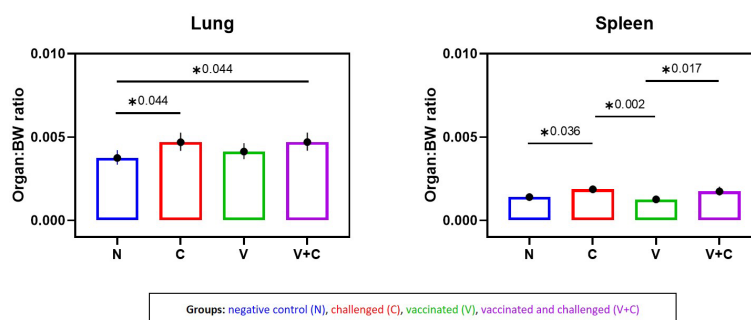 Lung
Organ:BW ratio
0.010
0.005
0.000
∗0.044
∗0.044
N C V V+C
Spleen
Organ:BW ratio
0.010
0.005
0.000
∗0.017
∗0.002
∗0.036
N C V V+C
Groups: negative control (N), challenged (C), vaccinated (V), vaccinated and challenged (V+C)